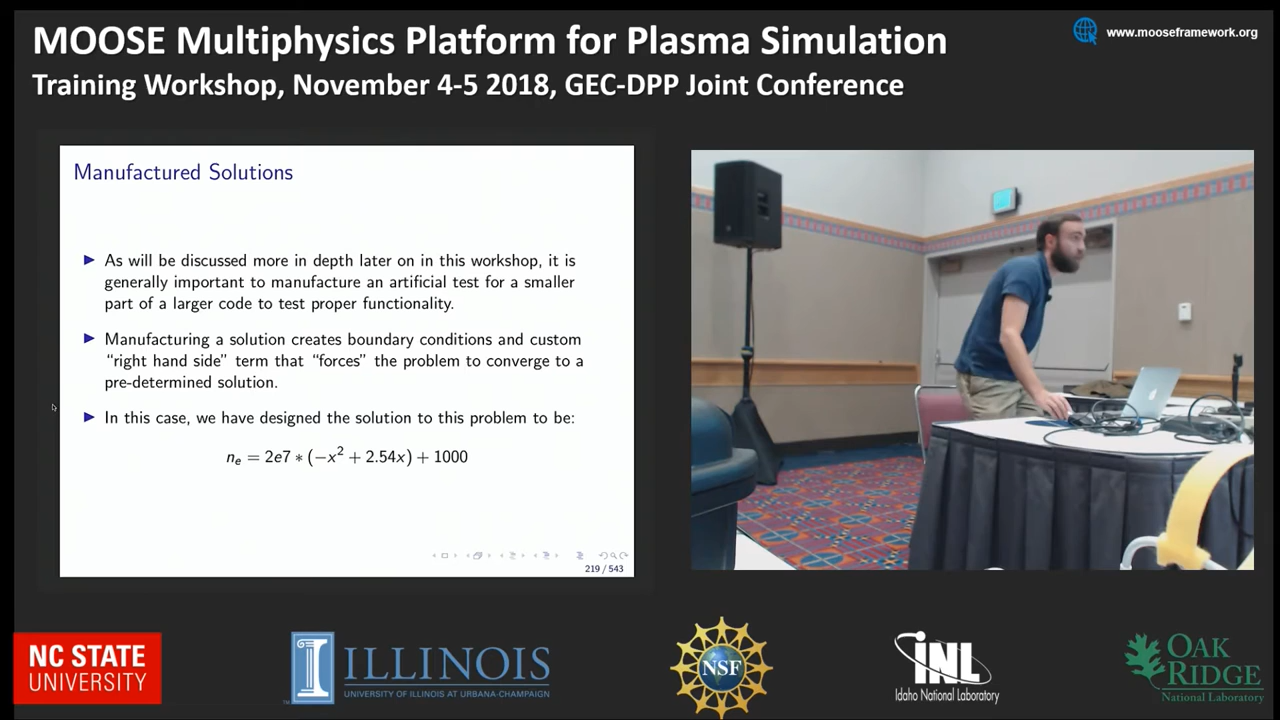 MOOSE Multiphysics Platform for Plasma Simulation
www.mooseframework.org
Training Workshop, November 4-5 2018, GEC-DPP Joint Conference
Manufactured Solutions
As will be discussed more in depth later on in this workshop, it is
generally important to manufacture an artificial test for a smaller
part of a larger code to test proper functionality.
Manufacturing a solution creates boundary conditions and custom
“right hand side” term that “forces” the problem to converge to a
pre-determined solution.
In this case, we have designed the solution to this problem to be:
nₑ = 2e7 ∗ (−x² + 2.54x) + 1000
219 / 543
NC STATE
UNIVERSITY
ILLINOIS
UNIVERSITY OF ILLINOIS AT URBANA-CHAMPAIGN
NSF
INL
Idaho National Laboratory
OAK
RIDGE
National Laboratory